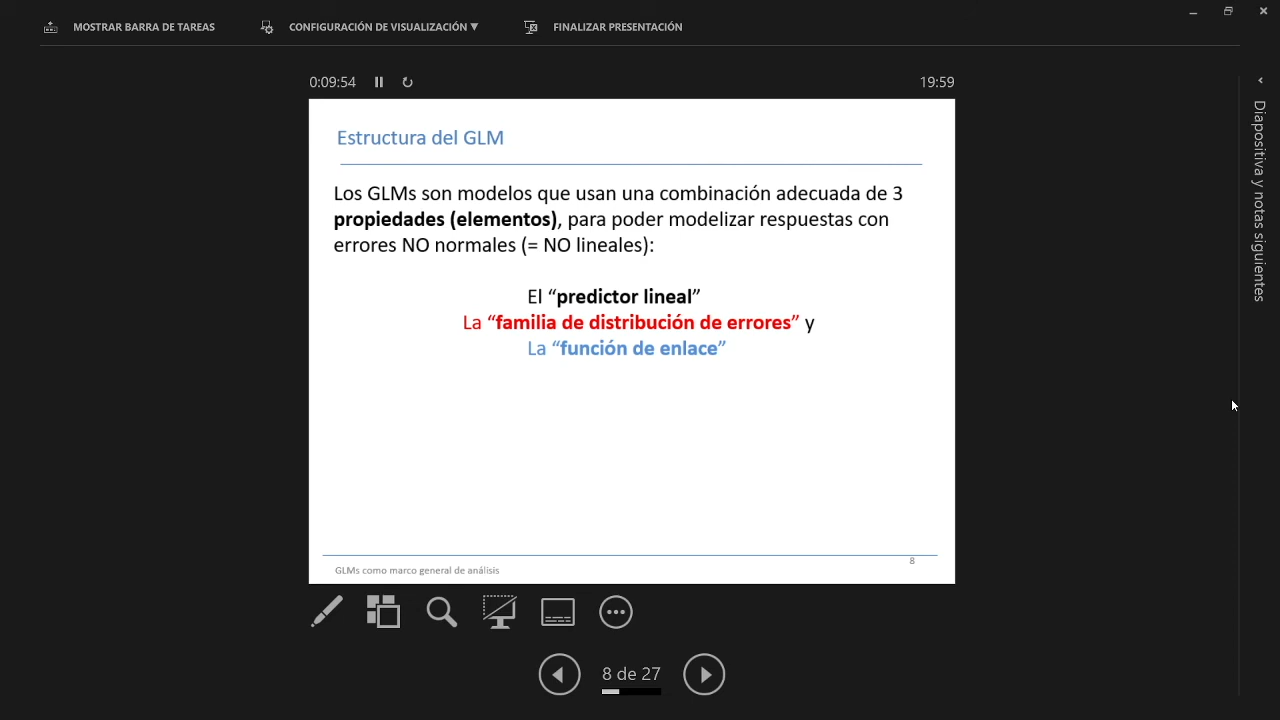 MOSTRAR BARRA DE TAREAS
CONFIGURACIÓN DE VISUALIZACIÓN ▼
FINALIZAR PRESENTACIÓN
0:09:54
19:59
Estructura del GLM
Los GLMs son modelos que usan una combinación adecuada de 3
propiedades (elementos), para poder modelizar respuestas con
errores NO normales (= NO lineales):
El “predictor lineal”
La “familia de distribución de errores” y
La “función de enlace”
8
GLMs como marco general de análisis
8 de 27
Diapositiva y notas siguientes